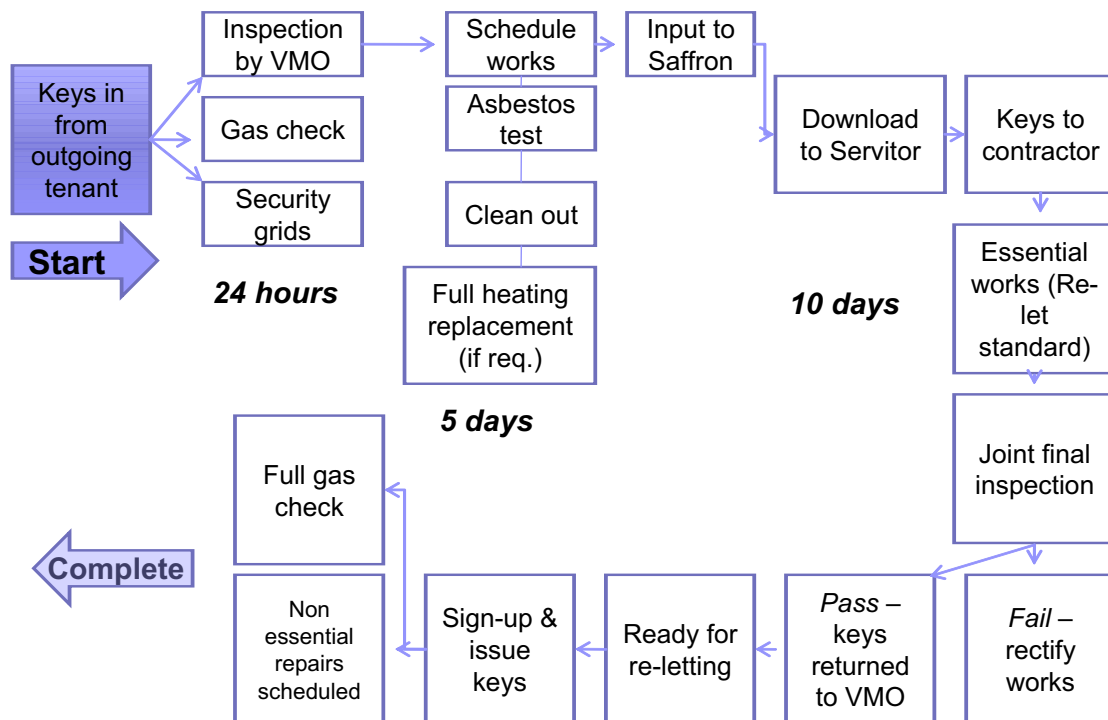 Keys in
from
outgoing
tenant
Start
Inspection
by VMO
Gas check
Security
grids
24 hours
Schedule
works
Asbestos
test
Clean out
Full heating
replacement
(if req.)
5 days
Input to
Saffron
Download
to Servitor
Keys to
contractor
10 days
Essential
works (Re-
let
standard)
Joint final
inspection
Fail –
rectify
works
Pass –
keys
returned
to VMO
Ready for
re-letting
Sign-up &
issue
keys
Full gas
check
Non
essential
repairs
scheduled
Complete